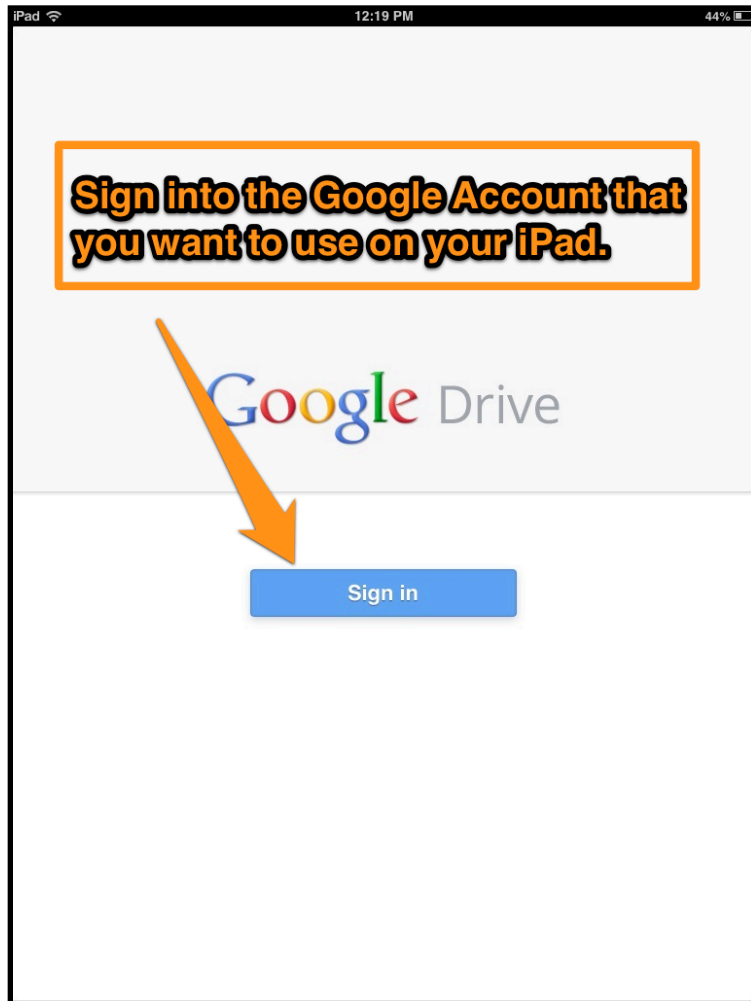 iPad 12:19 PM 44%
Sign into the Google Account that
you want to use on your iPad.
Google Drive
Sign in